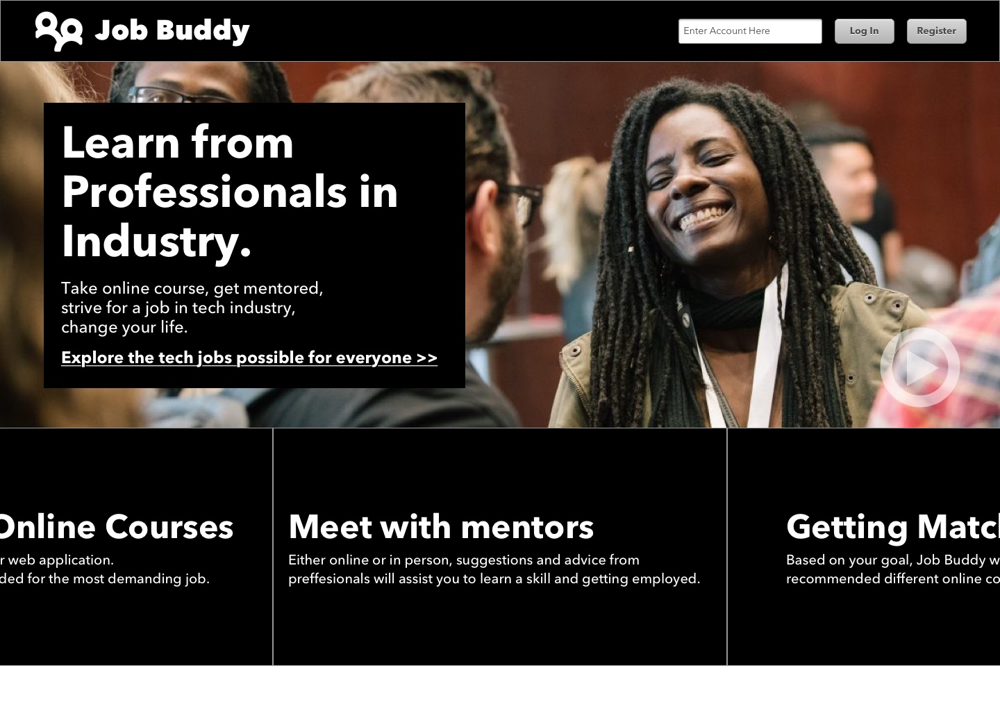 Job Buddy
Enter Account Here
Log In
Register
Learn from
Professionals in
Industry.
Take online course, get mentored,
strive for a job in tech industry,
change your life.
Explore the tech jobs possible for everyone >>
Online Courses
r web application.
ded for the most demanding job.
Meet with mentors
Either online or in person, suggestions and advice from
preffesionals will assist you to learn a skill and getting employed.
Getting Matc
Based on your goal, Job Buddy w
recommended different online co